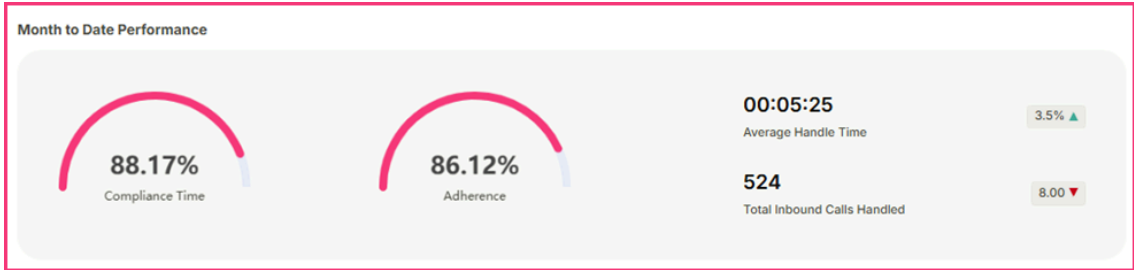 Month to Date Performance
88.17%
Compliance Time
86.12%
Adherence
00:05:25
Average Handle Time
3.5% ▲
524
Total Inbound Calls Handled
8.00 ▼